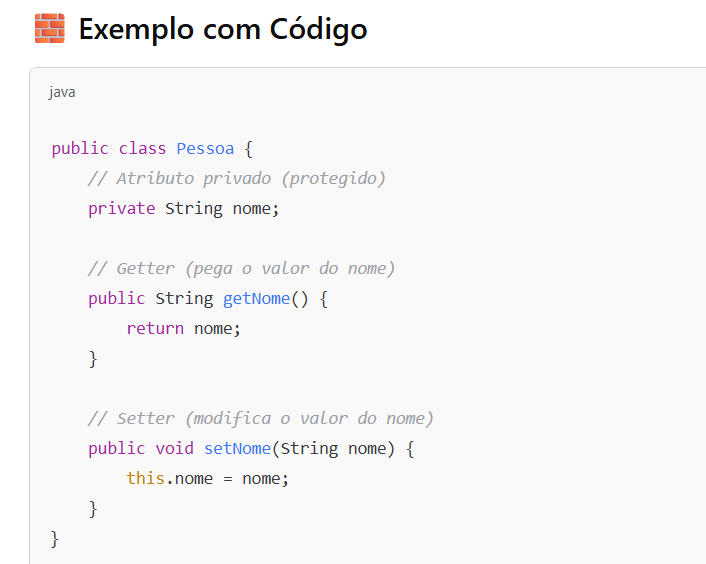 Exemplo com Código
java
public class Pessoa {
    // Atributo privado (protegido)
    private String nome;
    // Getter (pega o valor do nome)
    public String getNome() {
        return nome;
    }
    // Setter (modifica o valor do nome)
    public void setNome(String nome) {
        this.nome = nome;
    }
}